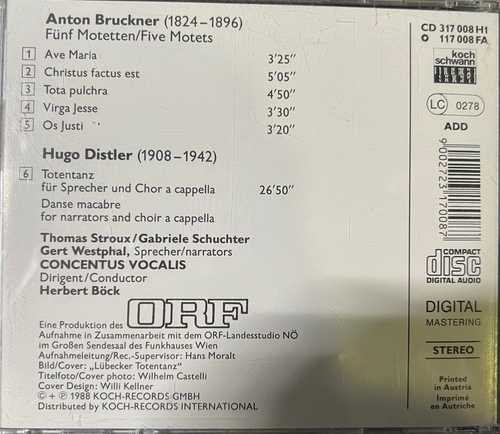 Anton Bruckner (1824–1896)
Fünf Motetten/Five Motets
1 Ave Maria 3'25"
2 Christus factus est 5'05"
3 Tota pulchra 4'50"
4 Virga Jesse 3'30"
5 Os Justi 3'20"
Hugo Distler (1908–1942)
6 Totentanz
für Sprecher und Chor a cappella 26'50"
Danse macabre
for narrators and choir a cappella
Thomas Stroux/Gabriele Schuchter
Gert Westphal, Sprecher/narrators
CONCENTUS VOCALIS
Dirigent/Conductor
Herbert Böck
Eine Produktion des ORF
Aufnahme in Zusammenarbeit mit dem ORF-Landesstudio NÖ
im Großen Sendesaal des Funkhauses Wien
Aufnahmeleitung/Rec.-Supervisor: Hans Moralt
Bild/Cover: „Lübecker Totentanz"
Titelfoto/Cover photo: Wilhelm Castelli
Cover Design: Willi Kellner
© + ℗ 1988 KOCH-RECORDS GMBH
Distributed by KOCH-RECORDS INTERNATIONAL
CD 317 008 H1
117 008 FA
koch
schwann
LC 0278
ADD
9002723170087
COMPACT
disc
DIGITAL AUDIO
DIGITAL
MASTERING
STEREO
Printed
in Austria
Imprimé
en Autriche